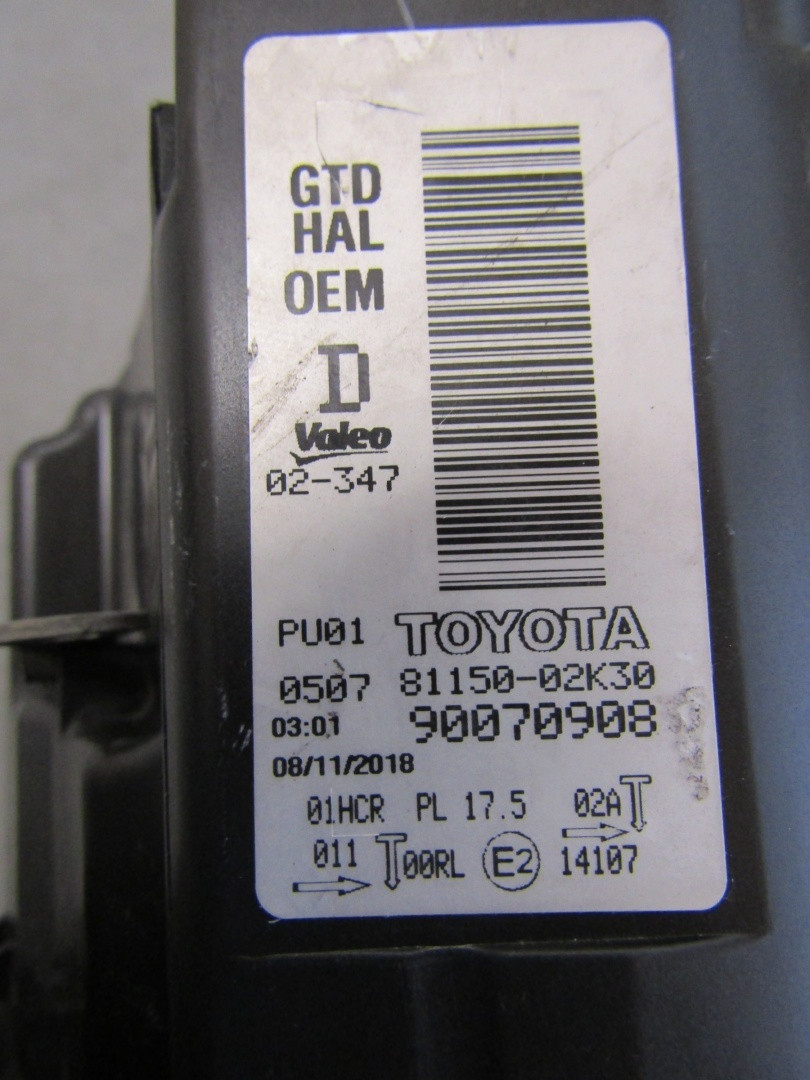 GTD
HAL
OEM
D
Valeo
02-347
PU01 TOYOTA
0507 81150-02K30
03:01 90070908
08/11/2018
01HCR PL 17.5 02A
011 00RL E2 14107